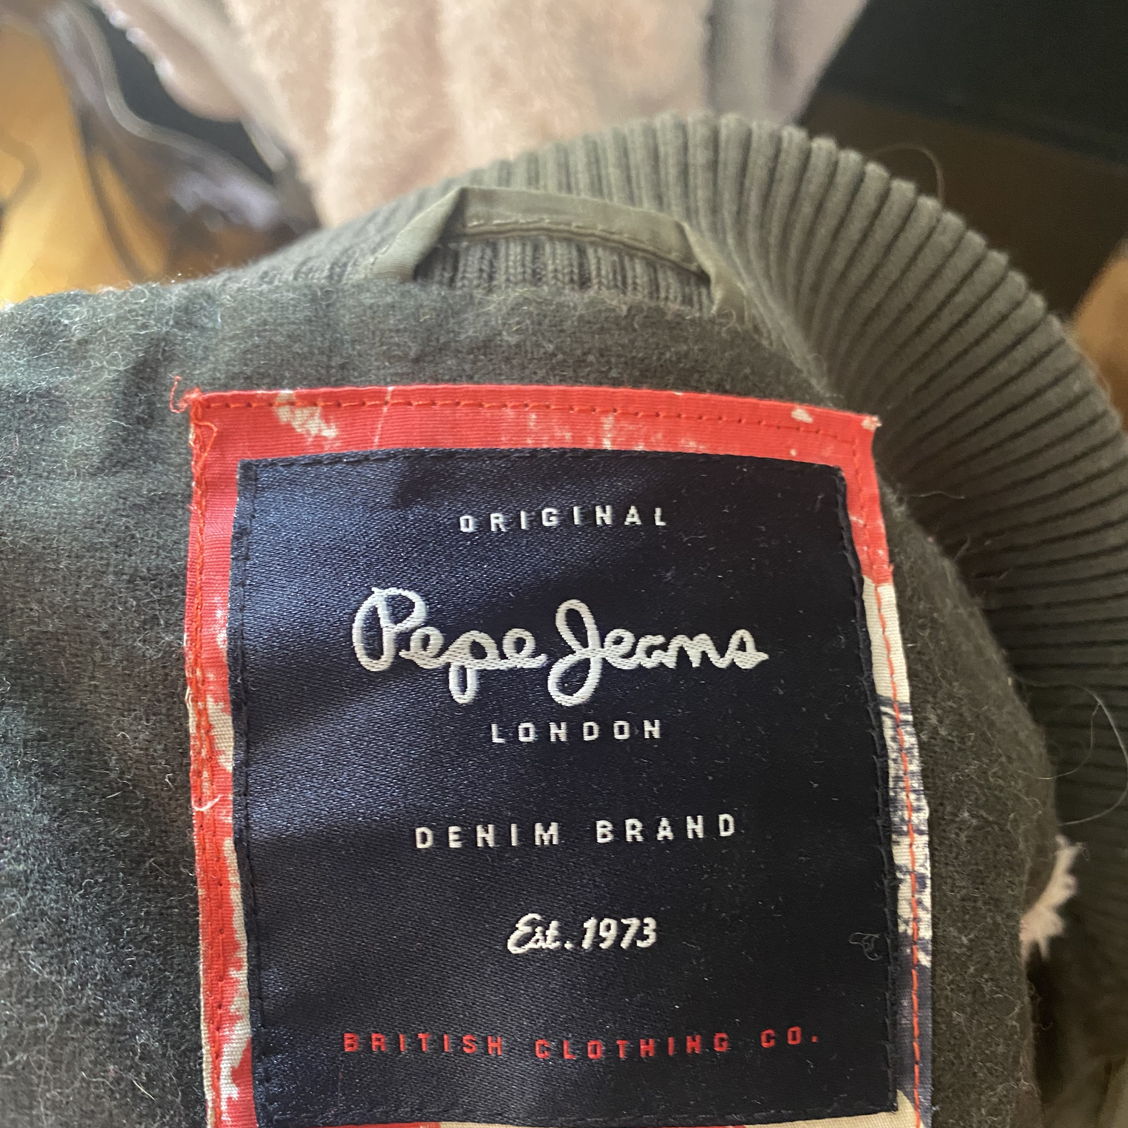 ORIGINAL
Pepe Jeans
LONDON
DENIM BRAND
Est. 1973
BRITISH CLOTHING CO.